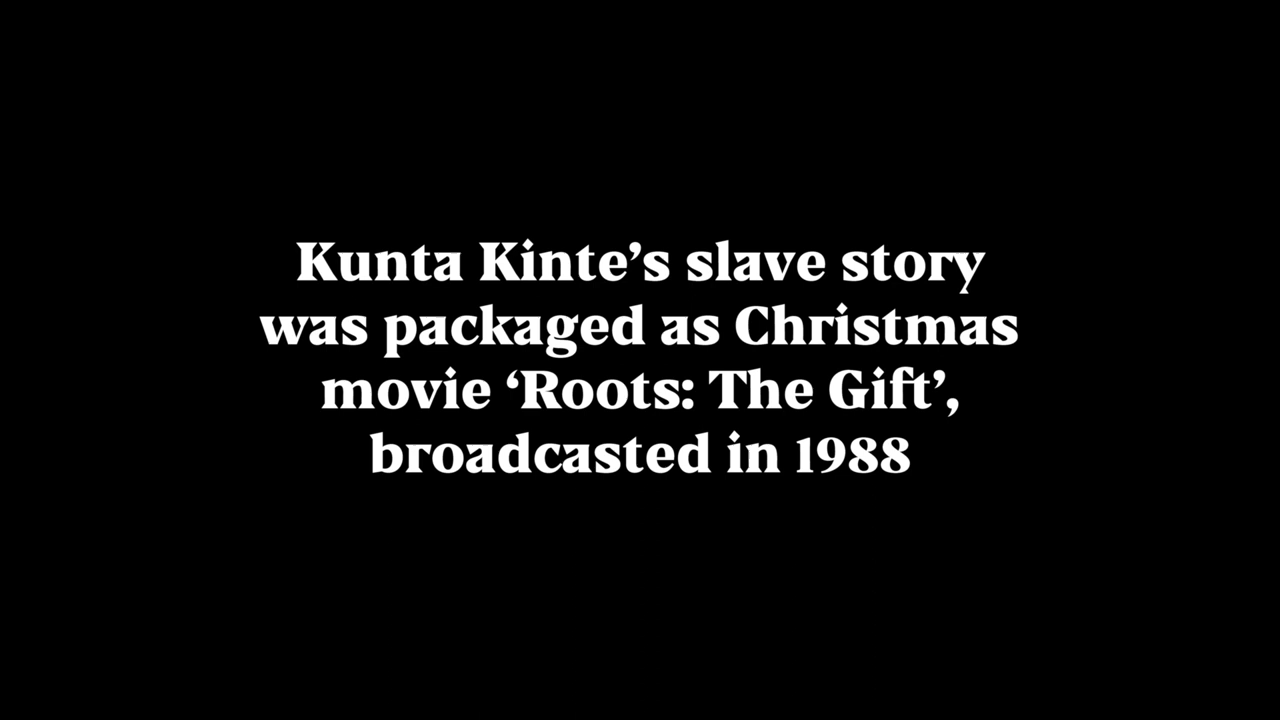 Kunta Kinte’s slave story
was packaged as Christmas
movie ‘Roots: The Gift’,
broadcasted in 1988